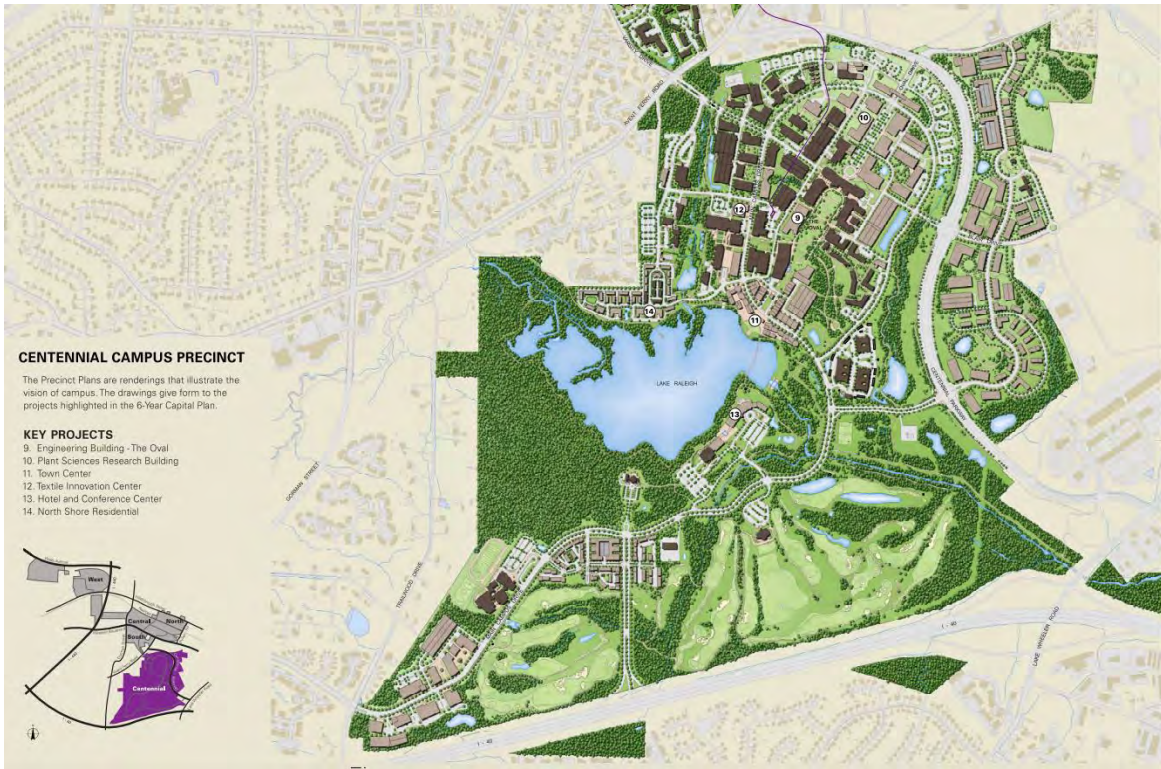 CENTENNIAL CAMPUS PRECINCT
The Precinct Plans are renderings that illustrate the
vision of campus. The drawings give form to the
projects highlighted in the 6-Year Capital Plan.
KEY PROJECTS
9. Engineering Building - The Oval
10. Plant Sciences Research Building
11. Town Center
12. Textile Innovation Center
13. Hotel and Conference Center
14. North Shore Residential
West
Central
North
South
Centennial
I - 40
10
12
9
14
11
LAKE RALEIGH
13
CENTENNIAL PARKWAY
GORMAN STREET
TRAILWOOD DRIVE
I - 40
LAKE WHEELER ROAD
I - 40